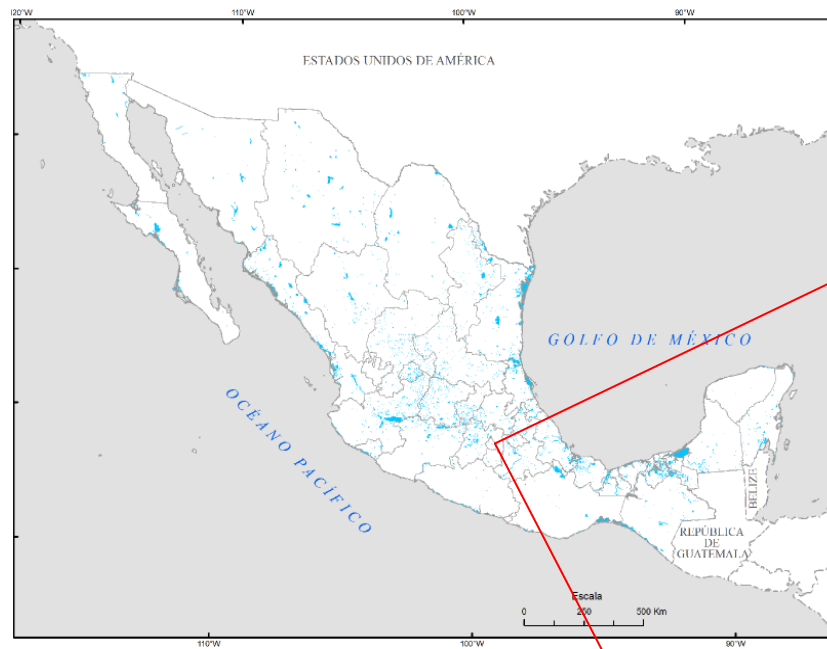 120°W 110°W 100°W 90°W
ESTADOS UNIDOS DE AMÉRICA
GOLFO DE MÉXICO
OCÉANO PACÍFICO
BELIZE
REPÚBLICA
DE
GUATEMALA
Escala
0 250 500 Km
110°W 100°W 90°W